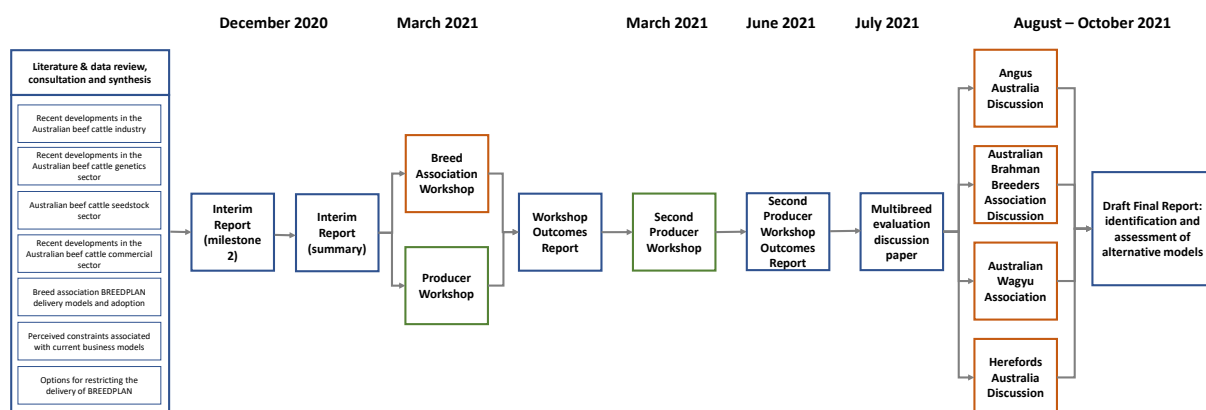 December 2020
March 2021
March 2021
June 2021
July 2021
August – October 2021
Literature & data review,
consultation and synthesis
Recent developments in the
Australian beef cattle industry
Recent developments in the
Australian beef cattle genetics
sector
Australian beef cattle seedstock
sector
Recent developments in the
Australian beef cattle commercial
sector
Breed association BREEDPLAN
delivery models and adoption
Perceived constraints associated
with current business models
Options for restricting the
delivery of BREEDPLAN
Interim
Report
(milestone
2)
Interim
Report
(summary)
Breed
Association
Workshop
Producer
Workshop
Workshop
Outcomes
Report
Second
Producer
Workshop
Second
Producer
Workshop
Outcomes
Report
Multibreed
evaluation
discussion
paper
Angus
Australia
Discussion
Australian
Brahman
Breeders
Association
Discussion
Australian
Wagyu
Association
Herefords
Australia
Discussion
Draft Final Report:
identification and
assessment of
alternative models